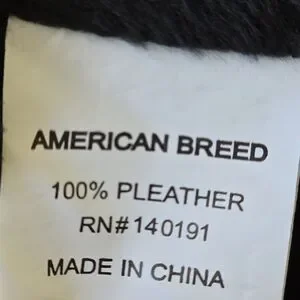 AMERICAN BREED
100% PLEATHER
RN#140191
MADE IN CHINA